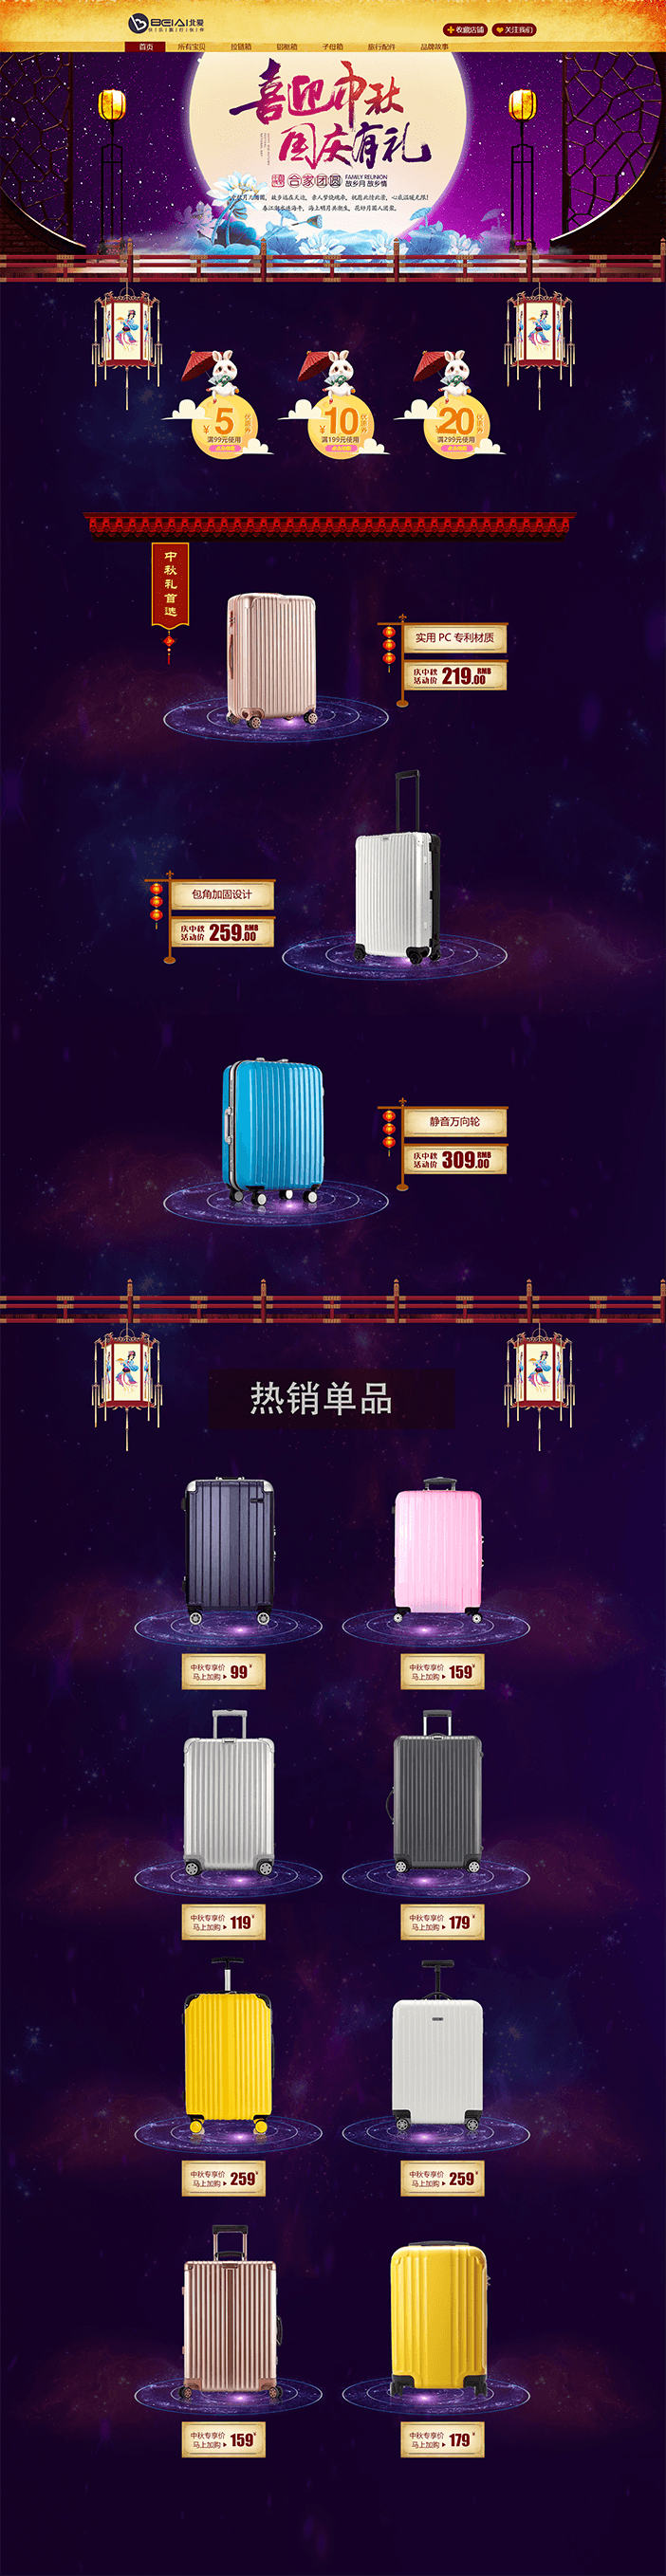 BEIAI北爱
首页 所有宝贝 拉链箱 铝框箱 子母箱 旅行配件 品牌故事
收藏店铺 关注我们
喜迎中秋
国庆有礼
合家团圆 FAMILY REUNION
故乡月 故乡情
¥5 优惠券
满99元使用
¥10 优惠券
满199元使用
¥20 优惠券
满299元使用
中秋礼首选
实用 PC 专利材质
庆中秋
活动价 219.00 RMB
包角加固设计
庆中秋
活动价 259.00 RMB
静音万向轮
庆中秋
活动价 309.00 RMB
热销单品
中秋专享价
马上加购 99¥
中秋专享价
马上加购 159¥
中秋专享价
马上加购 119¥
中秋专享价
马上加购 179¥
中秋专享价
马上加购 259¥
中秋专享价
马上加购 259¥
中秋专享价
马上加购 159¥
中秋专享价
马上加购 179¥